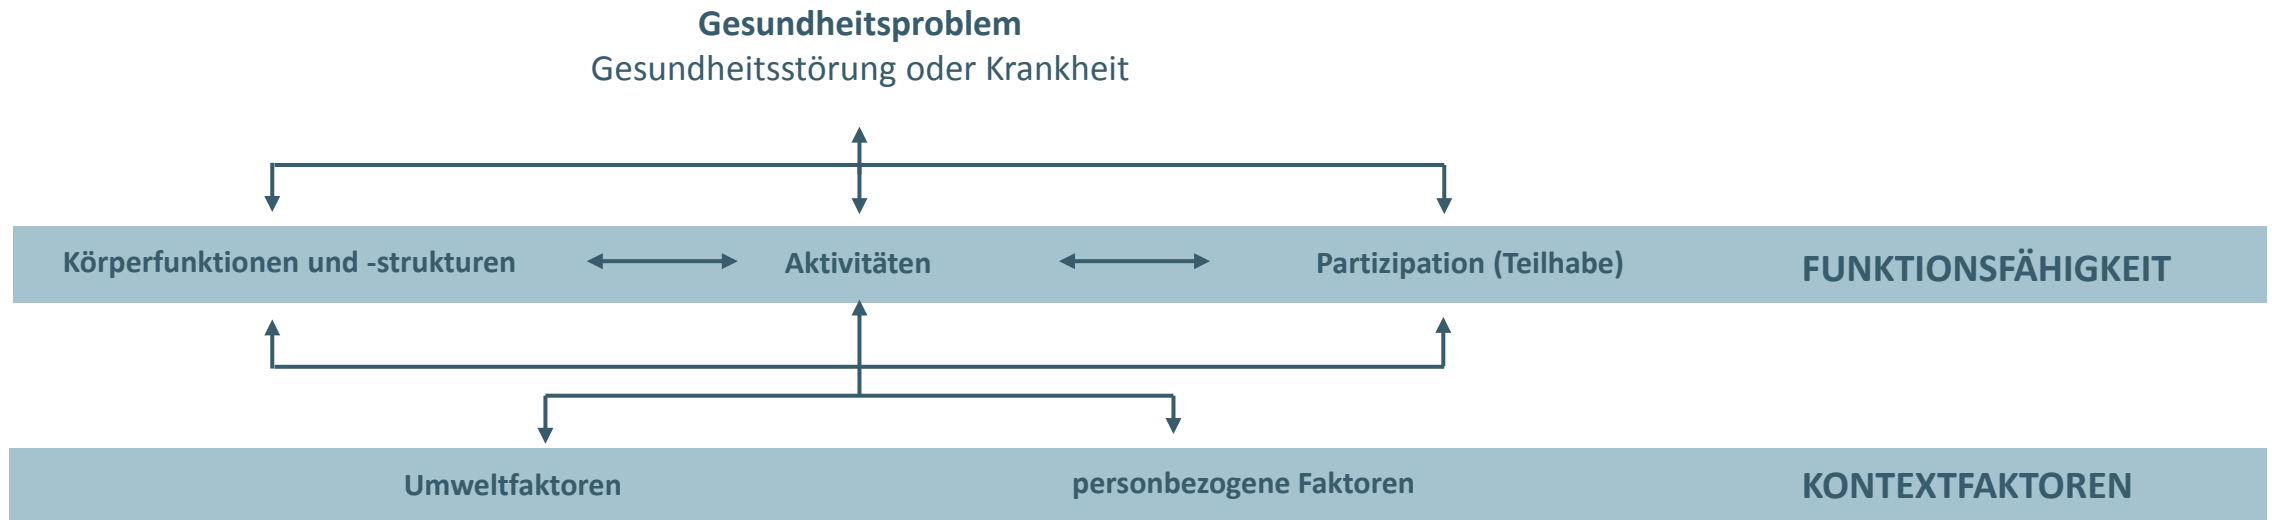 Gesundheitsproblem
Gesundheitsstörung oder Krankheit
Körperfunktionen und -strukturen
Aktivitäten
Partizipation (Teilhabe)
FUNKTIONSFÄHIGKEIT
Umweltfaktoren
personbezogene Faktoren
KONTEXTFAKTOREN